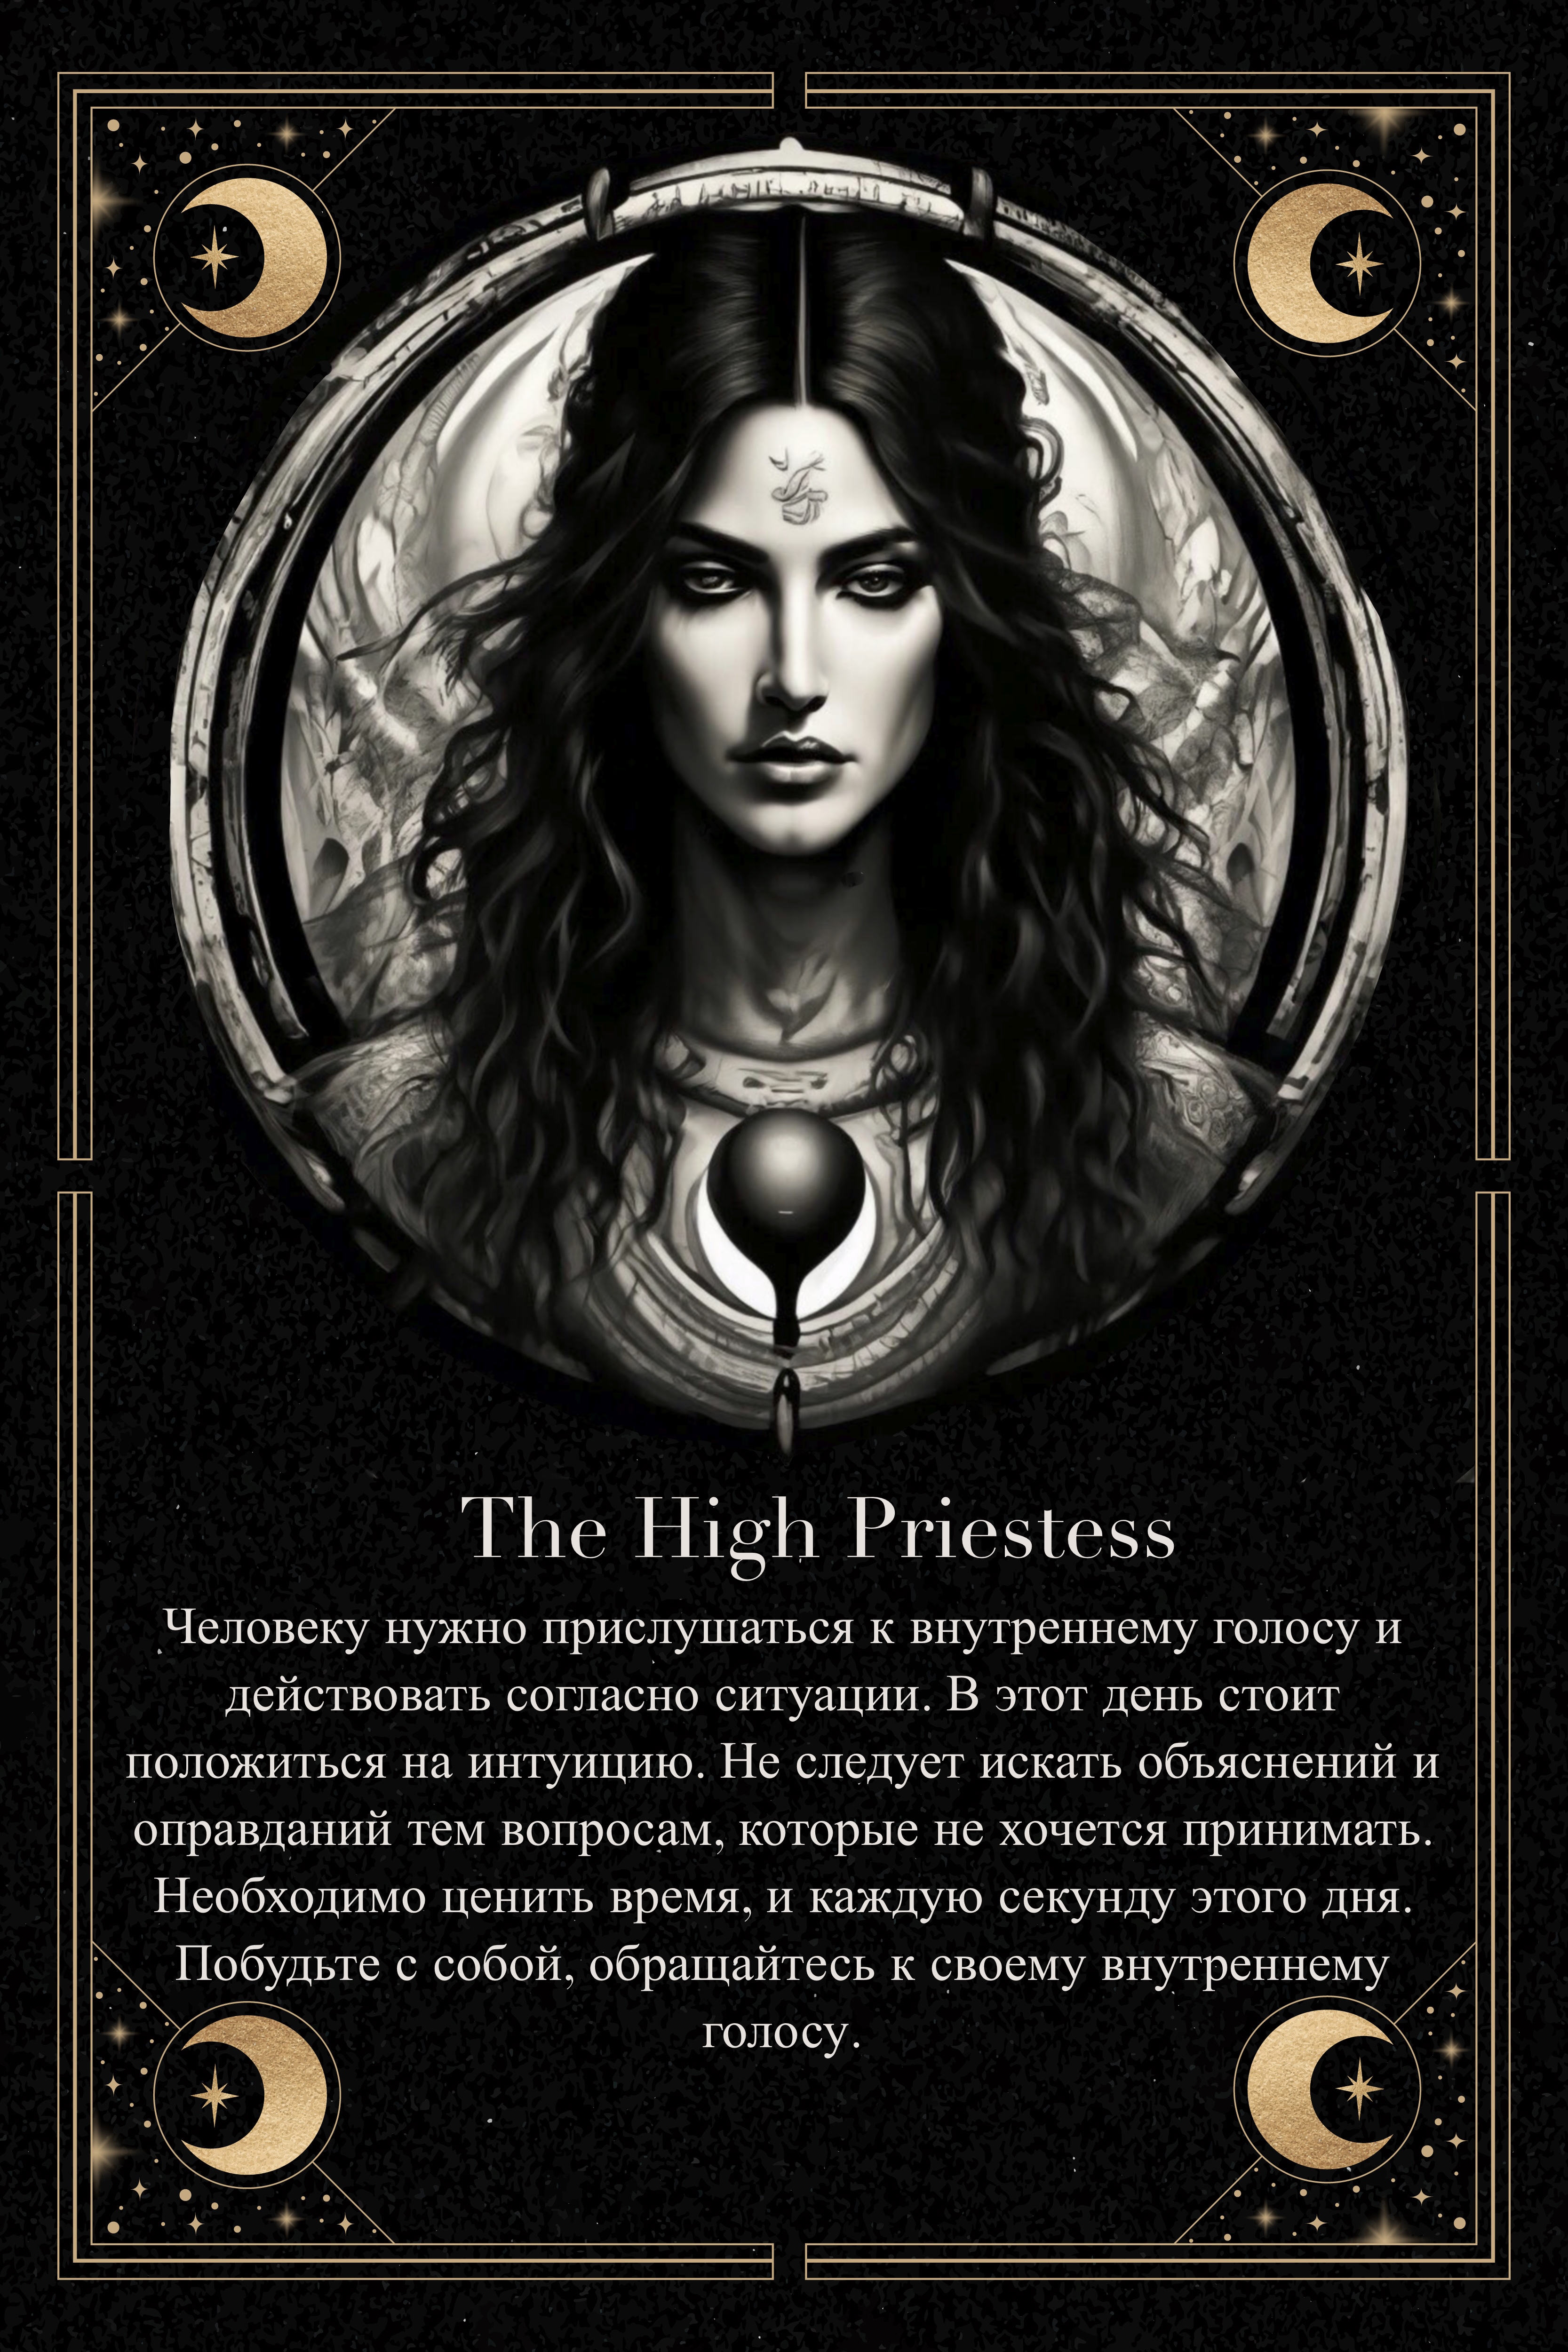 The High Priestess
Человеку нужно прислушаться к внутреннему голосу и
действовать согласно ситуации. В этот день стоит
положиться на интуицию. Не следует искать объяснений и
оправданий тем вопросам, которые не хочется принимать.
Необходимо ценить время, и каждую секунду этого дня.
Побудьте с собой, обращайтесь к своему внутреннему
голосу.